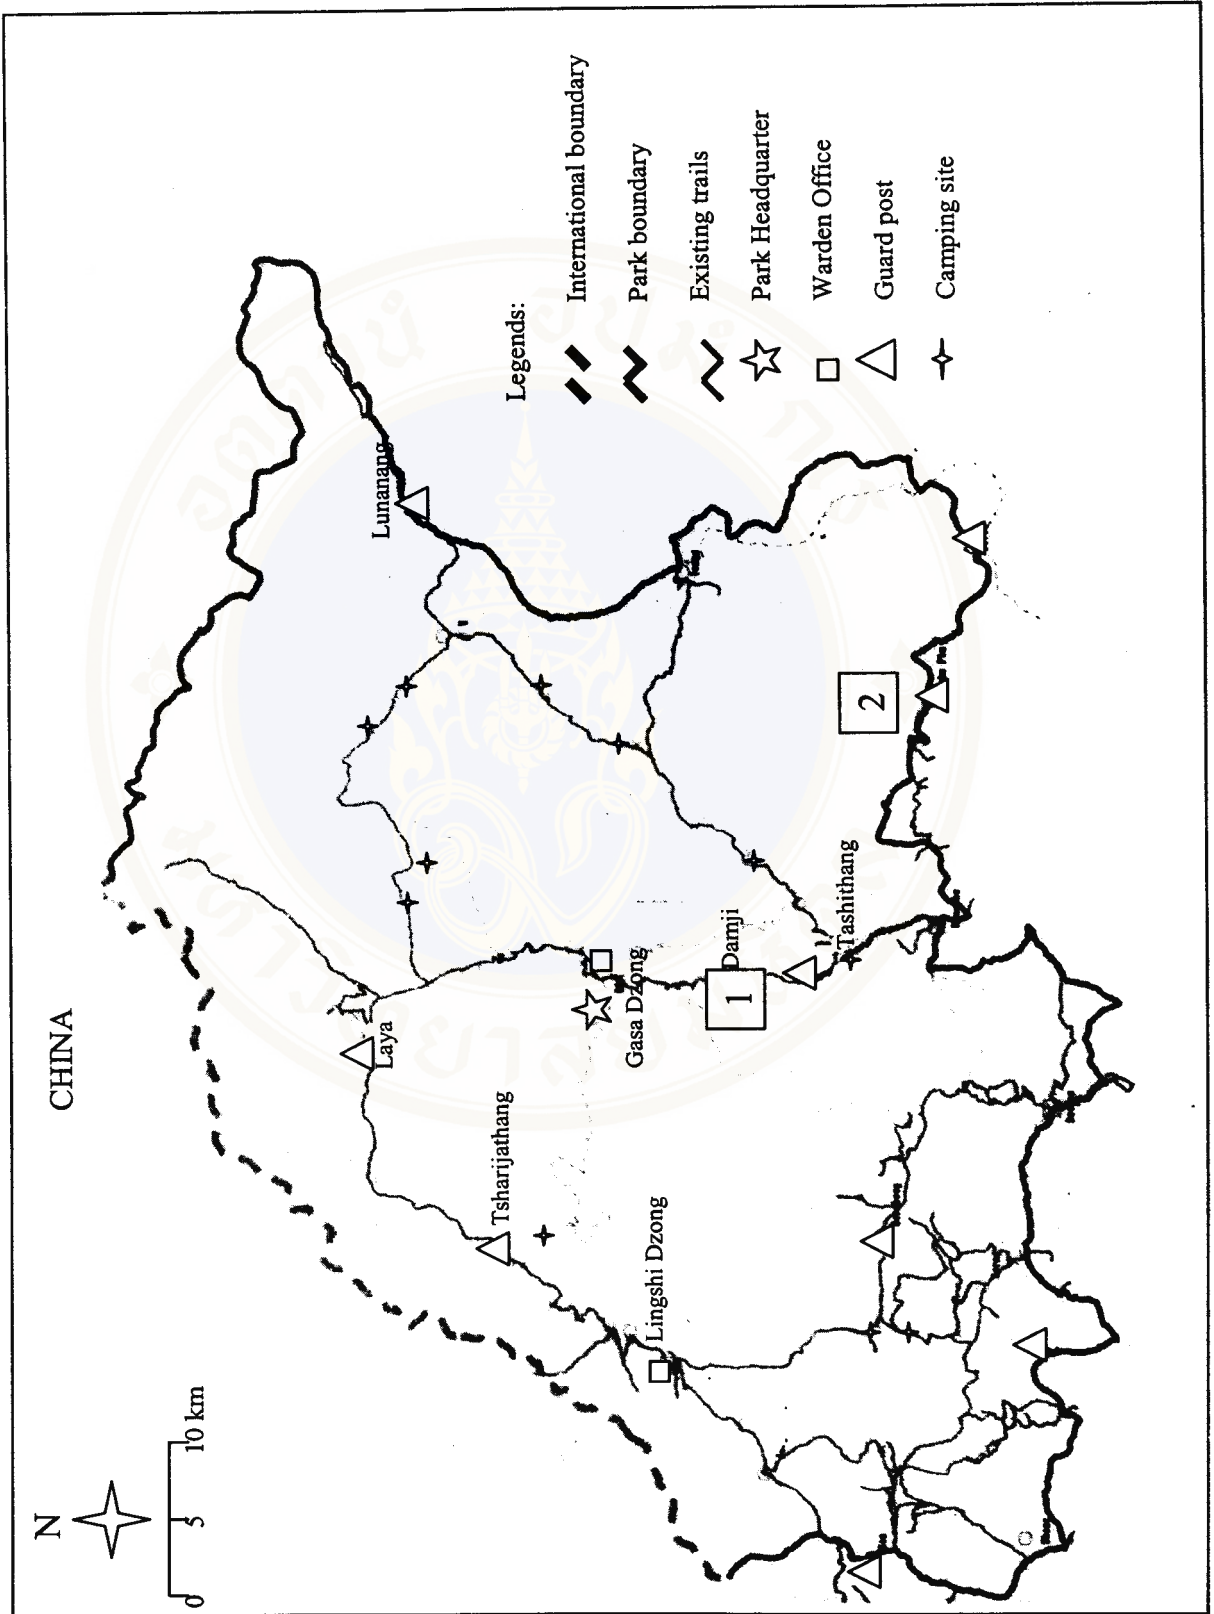 N
0 5 10 km
CHINA
Lunanang
Laya
Tsharijathang
Lingshi Dzong
Gasa Dzong
1
Damji
Tashithang
2
Legends:
International boundary
Park boundary
Existing trails
Park Headquarter
Warden Office
Guard post
Camping site